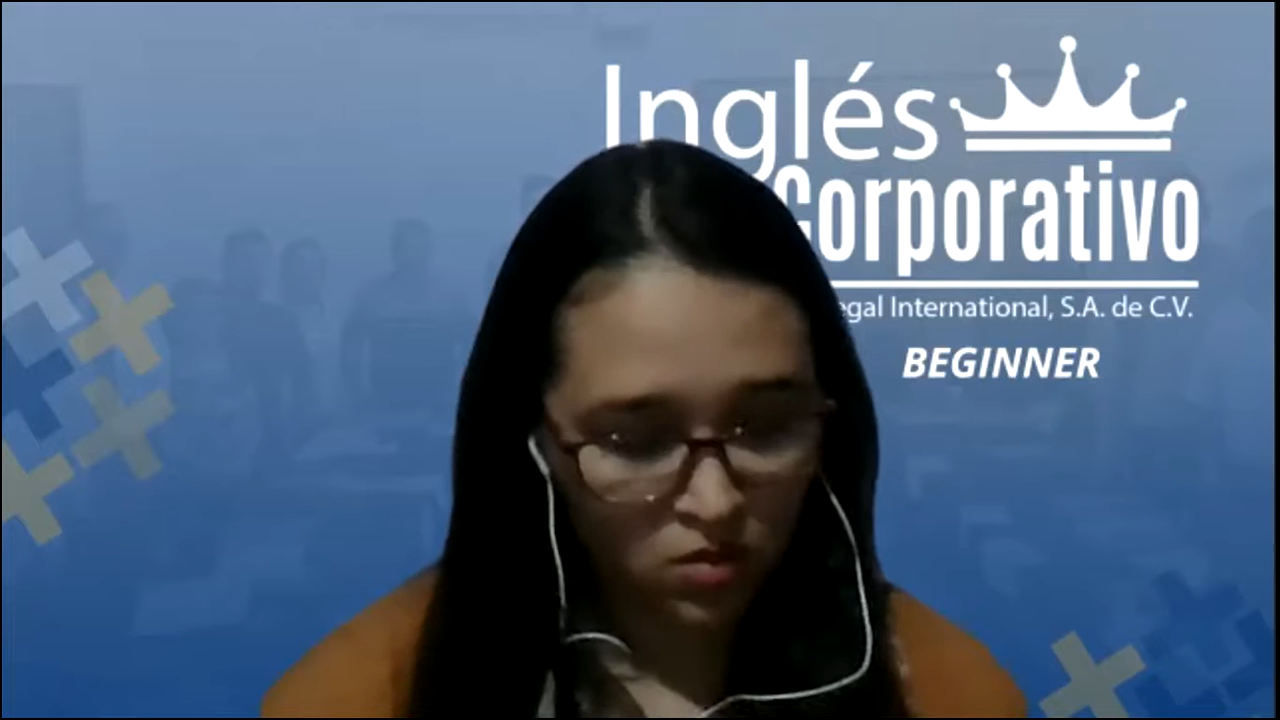 Inglés
Corporativo
egal International, S.A. de C.V.
BEGINNER